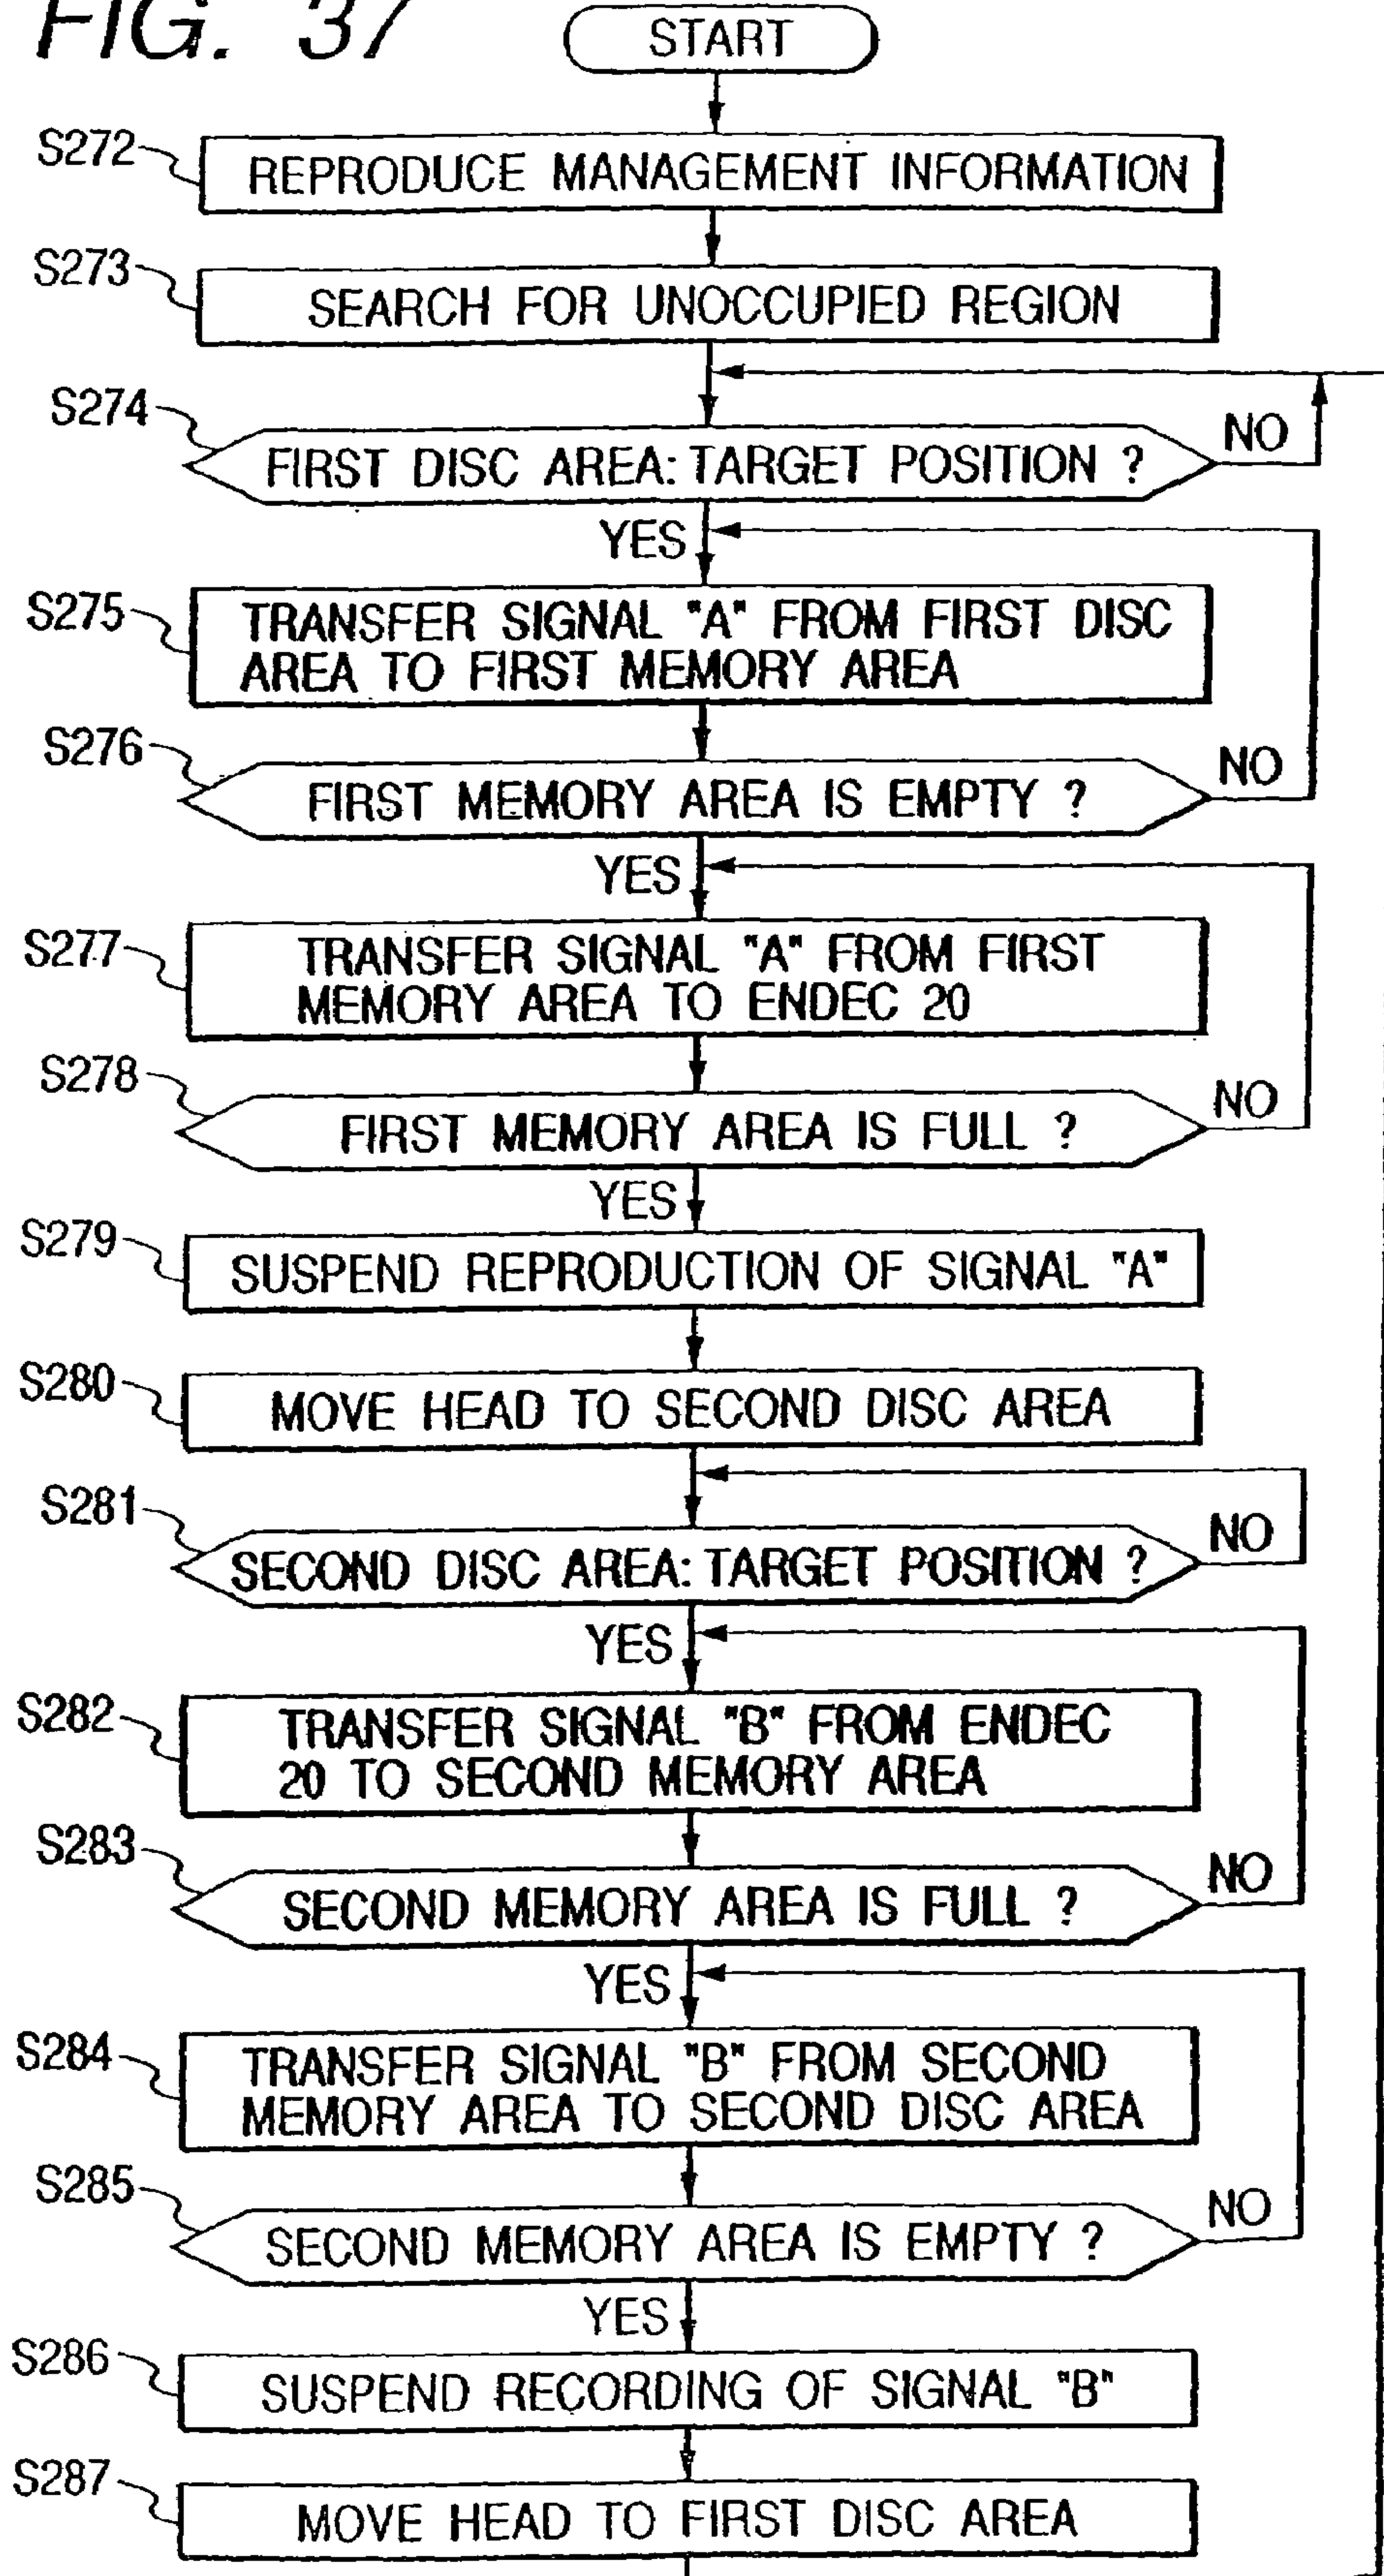 FIG. 37
START
S272
REPRODUCE MANAGEMENT INFORMATION
S273
SEARCH FOR UNOCCUPIED REGION
S274
FIRST DISC AREA: TARGET POSITION ?
NO
YES
S275
TRANSFER SIGNAL "A" FROM FIRST DISC
AREA TO FIRST MEMORY AREA
S276
FIRST MEMORY AREA IS EMPTY ?
NO
YES
S277
TRANSFER SIGNAL "A" FROM FIRST
MEMORY AREA TO ENDEC 20
S278
FIRST MEMORY AREA IS FULL ?
NO
YES
S279
SUSPEND REPRODUCTION OF SIGNAL "A"
S280
MOVE HEAD TO SECOND DISC AREA
S281
SECOND DISC AREA: TARGET POSITION ?
NO
YES
S282
TRANSFER SIGNAL "B" FROM ENDEC
20 TO SECOND MEMORY AREA
S283
SECOND MEMORY AREA IS FULL ?
NO
YES
S284
TRANSFER SIGNAL "B" FROM SECOND
MEMORY AREA TO SECOND DISC AREA
S285
SECOND MEMORY AREA IS EMPTY ?
NO
YES
S286
SUSPEND RECORDING OF SIGNAL "B"
S287
MOVE HEAD TO FIRST DISC AREA